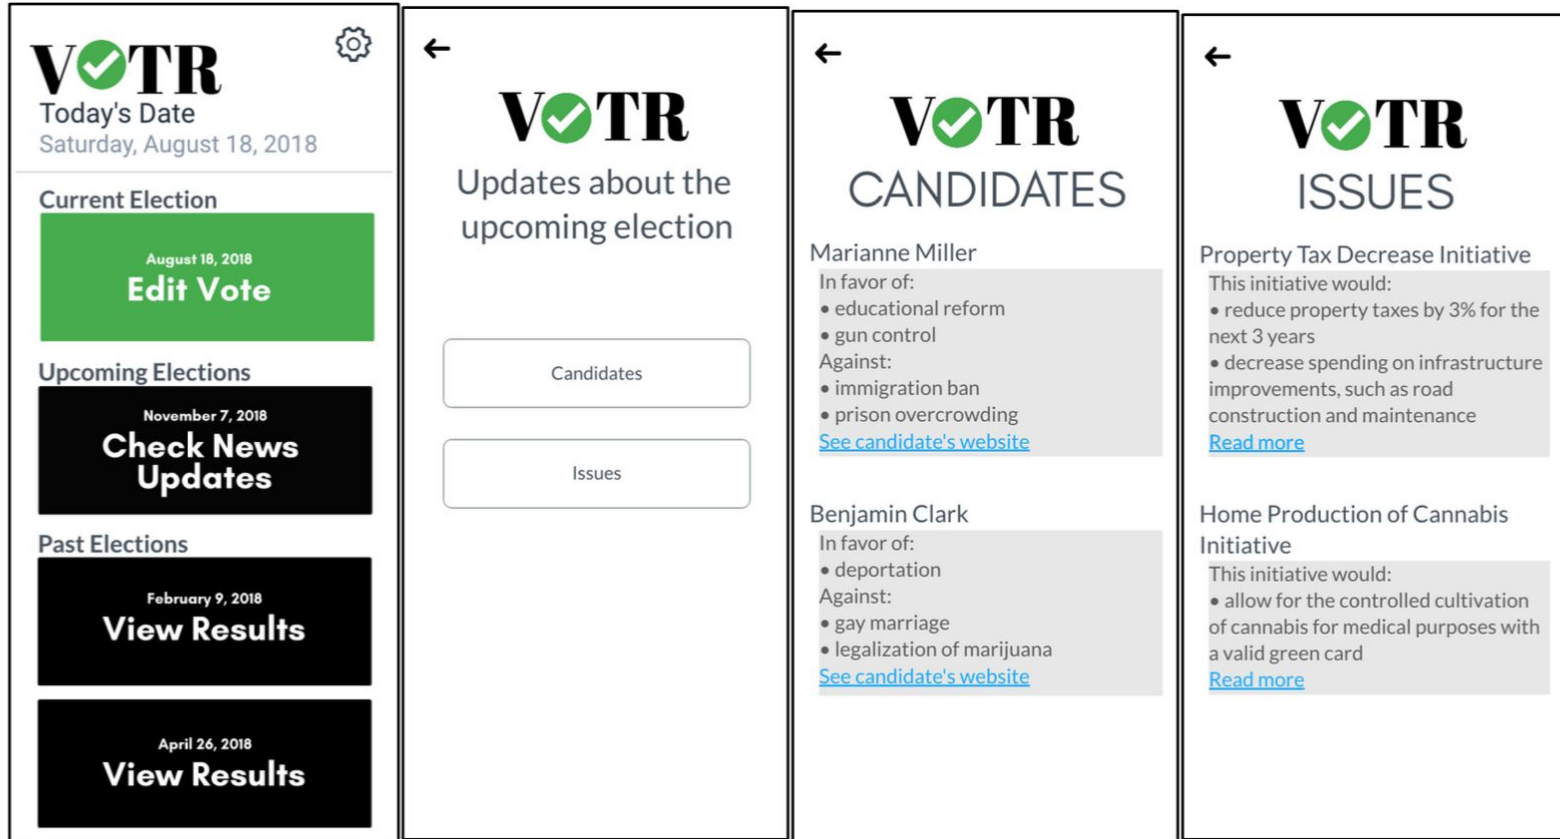 VOTR
Today's Date
Saturday, August 18, 2018
Current Election
August 18, 2018
Edit Vote
Upcoming Elections
November 7, 2018
Check News
Updates
Past Elections
February 9, 2018
View Results
April 26, 2018
View Results
VOTR
Updates about the
upcoming election
Candidates
Issues
VOTR
CANDIDATES
Marianne Miller
In favor of:
• educational reform
• gun control
Against:
• immigration ban
• prison overcrowding
See candidate's website
Benjamin Clark
In favor of:
• deportation
Against:
• gay marriage
• legalization of marijuana
See candidate's website
VOTR
ISSUES
Property Tax Decrease Initiative
This initiative would:
• reduce property taxes by 3% for the
next 3 years
• decrease spending on infrastructure
improvements, such as road
construction and maintenance
Read more
Home Production of Cannabis
Initiative
This initiative would:
• allow for the controlled cultivation
of cannabis for medical purposes with
a valid green card
Read more